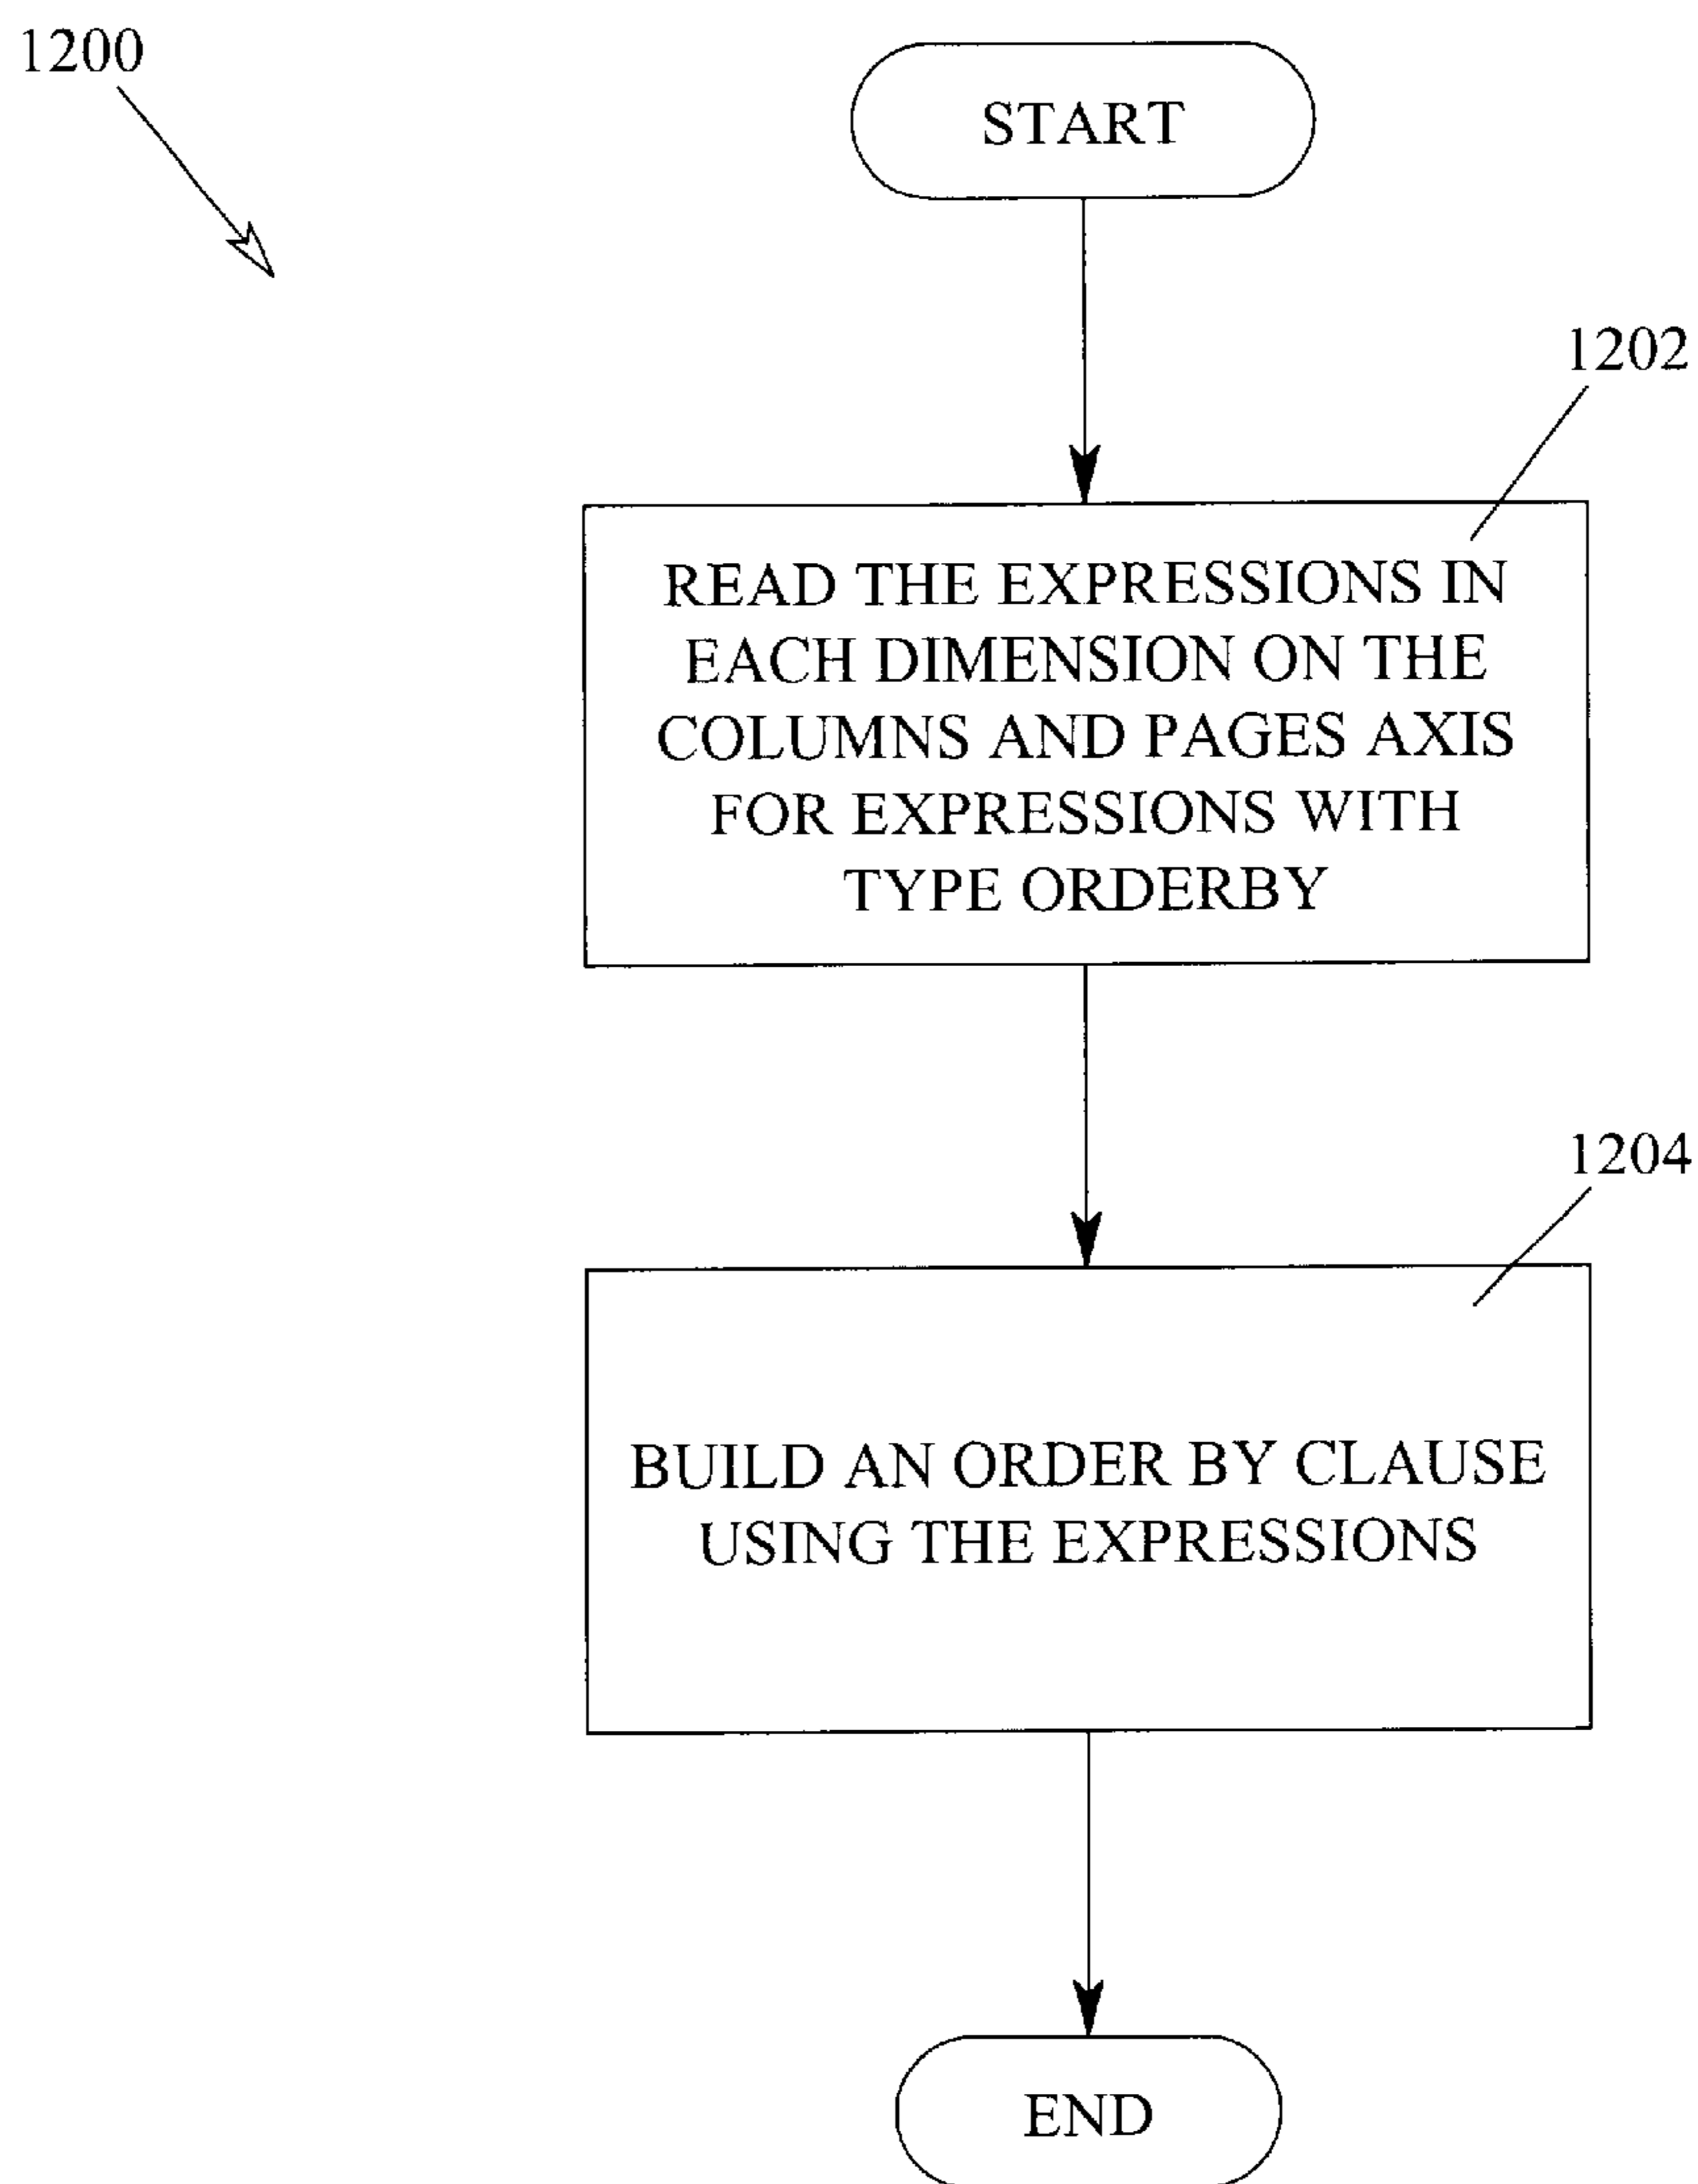 1200
START
1202
READ THE EXPRESSIONS IN
EACH DIMENSION ON THE
COLUMNS AND PAGES AXIS
FOR EXPRESSIONS WITH
TYPE ORDERBY
1204
BUILD AN ORDER BY CLAUSE
USING THE EXPRESSIONS
END